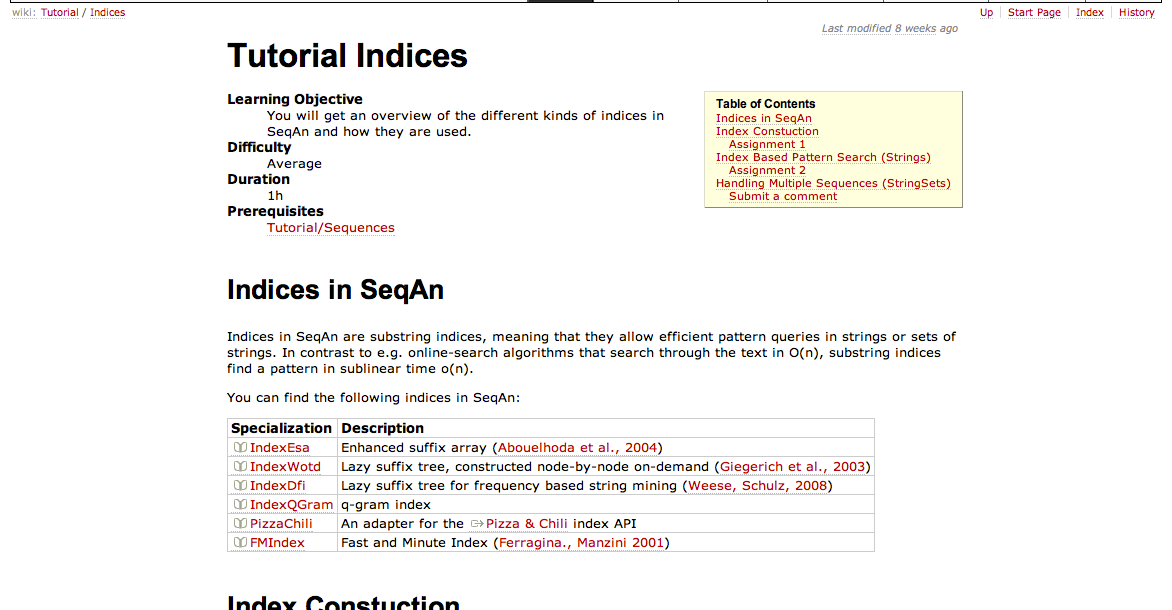 wiki: Tutorial / Indices
Up Start Page Index History
Last modified 8 weeks ago
Tutorial Indices
Learning Objective
You will get an overview of the different kinds of indices in
SeqAn and how they are used.
Difficulty
Average
Duration
1h
Prerequisites
Tutorial/Sequences
Table of Contents
Indices in SeqAn
Index Constuction
Assignment 1
Index Based Pattern Search (Strings)
Assignment 2
Handling Multiple Sequences (StringSets)
Submit a comment
Indices in SeqAn
Indices in SeqAn are substring indices, meaning that they allow efficient pattern queries in strings or sets of
strings. In contrast to e.g. online-search algorithms that search through the text in O(n), substring indices
find a pattern in sublinear time o(n).
You can find the following indices in SeqAn:
Specialization Description
IndexEsa Enhanced suffix array (Abouelhoda et al., 2004)
IndexWotd Lazy suffix tree, constructed node-by-node on-demand (Giegerich et al., 2003)
IndexDfi Lazy suffix tree for frequency based string mining (Weese, Schulz, 2008)
IndexQGram q-gram index
PizzaChili An adapter for the Pizza & Chili index API
FMIndex Fast and Minute Index (Ferragina., Manzini 2001)
Index Constuction